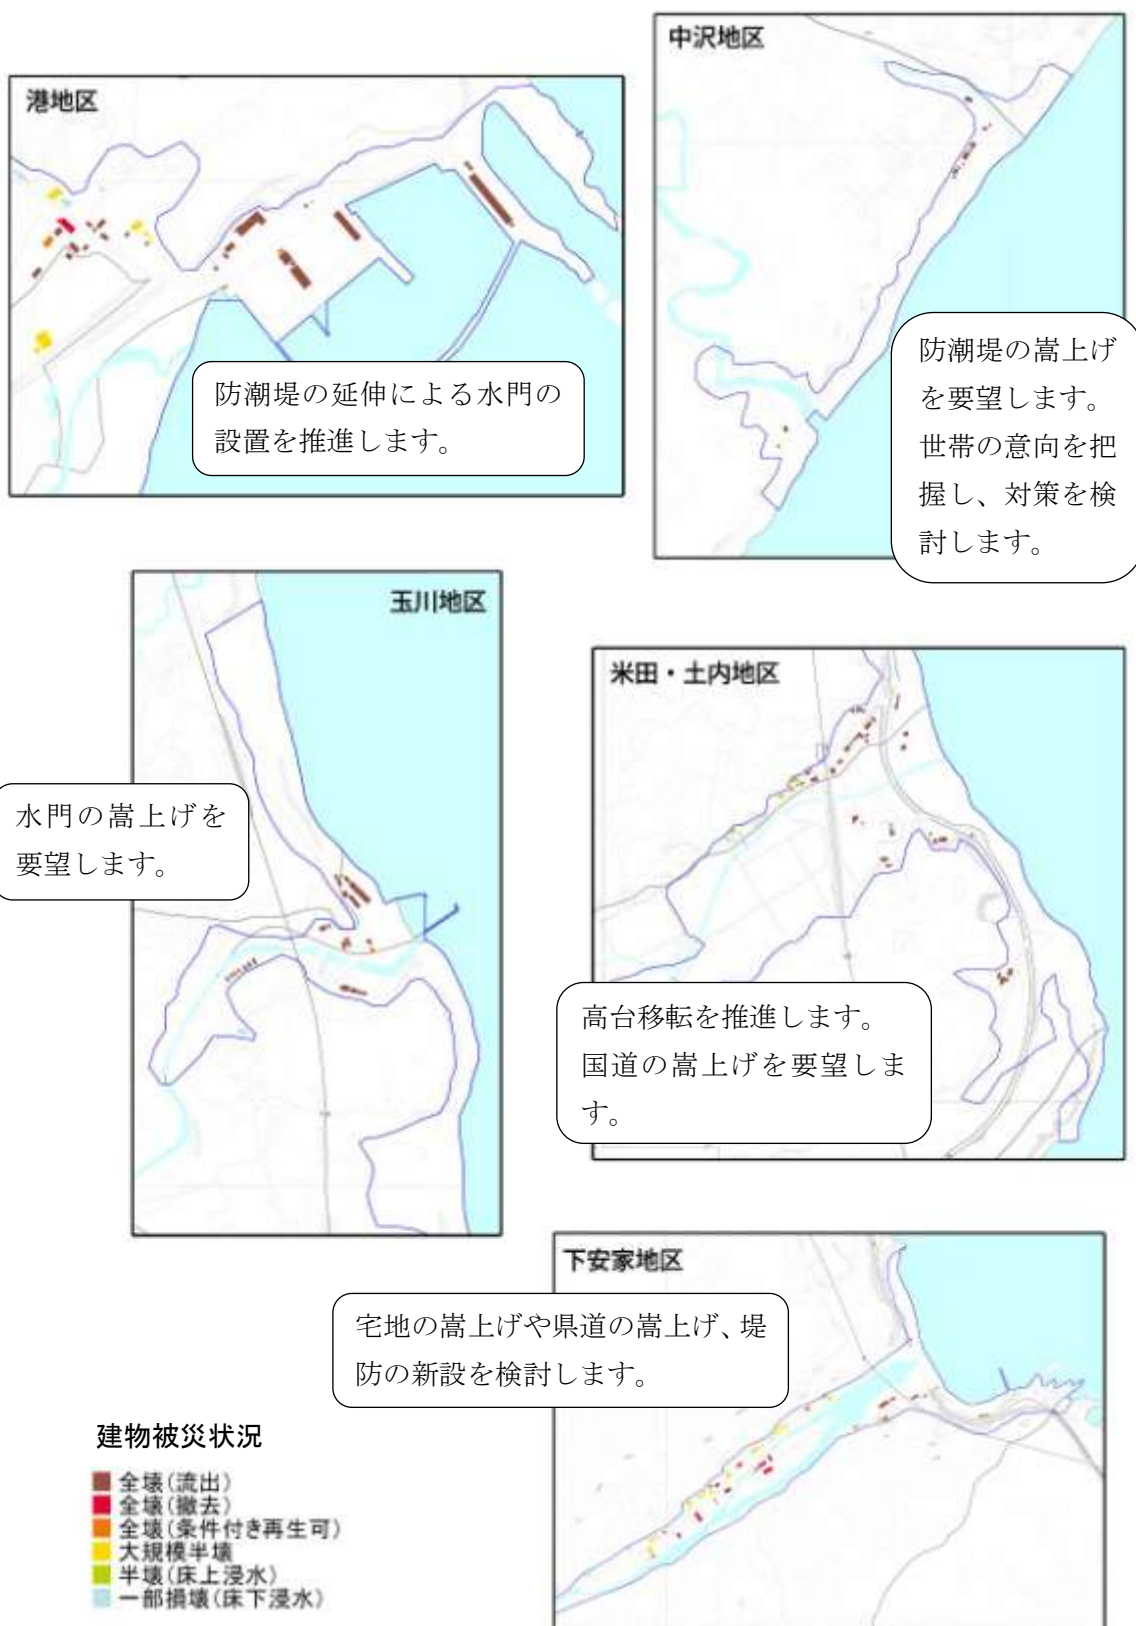 港地区
防潮堤の延伸による水門の
設置を推進します。
中沢地区
防潮堤の嵩上げ
を要望します。
世帯の意向を把
握し、対策を検
討します。
玉川地区
水門の嵩上げを
要望します。
米田・土内地区
高台移転を推進します。
国道の嵩上げを要望しま
す。
下安家地区
宅地の嵩上げや県道の嵩上げ、堤
防の新設を検討します。
建物被災状況
全壊(流出)
全壊(撤去)
全壊(条件付き再生可)
大規模半壊
半壊(床上浸水)
一部損壊(床下浸水)